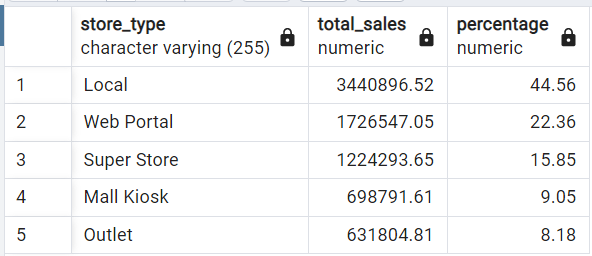 store_type total_sales percentage
character varying (255) numeric numeric
1 Local 3440896.52 44.56
2 Web Portal 1726547.05 22.36
3 Super Store 1224293.65 15.85
4 Mall Kiosk 698791.61 9.05
5 Outlet 631804.81 8.18